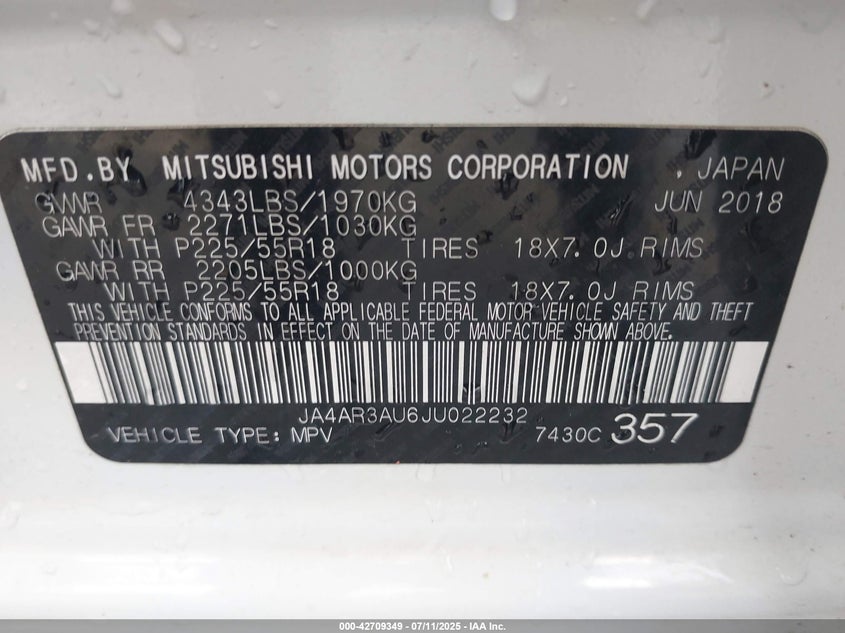 MFD.BY MITSUBISHI MOTORS CORPORATION , JAPAN
GVWR 4343LBS/1970KG JUN 2018
GAWR FR 2271LBS/1030KG
WITH P225/55R18 TIRES 18X7.0J RIMS
GAWR RR 2205LBS/1000KG
WITH P225/55R18 TIRES 18X7.0J RIMS
THIS VEHICLE CONFORMS TO ALL APPLICABLE FEDERAL MOTOR VEHICLE SAFETY AND THEFT
PREVENTION STANDARDS IN EFFECT ON THE DATE OF MANUFACTURE SHOWN ABOVE.
JA4AR3AU6JU022232
VEHICLE TYPE: MPV 7430C 357
000-42709349 - 07/11/2025 - IAA Inc.